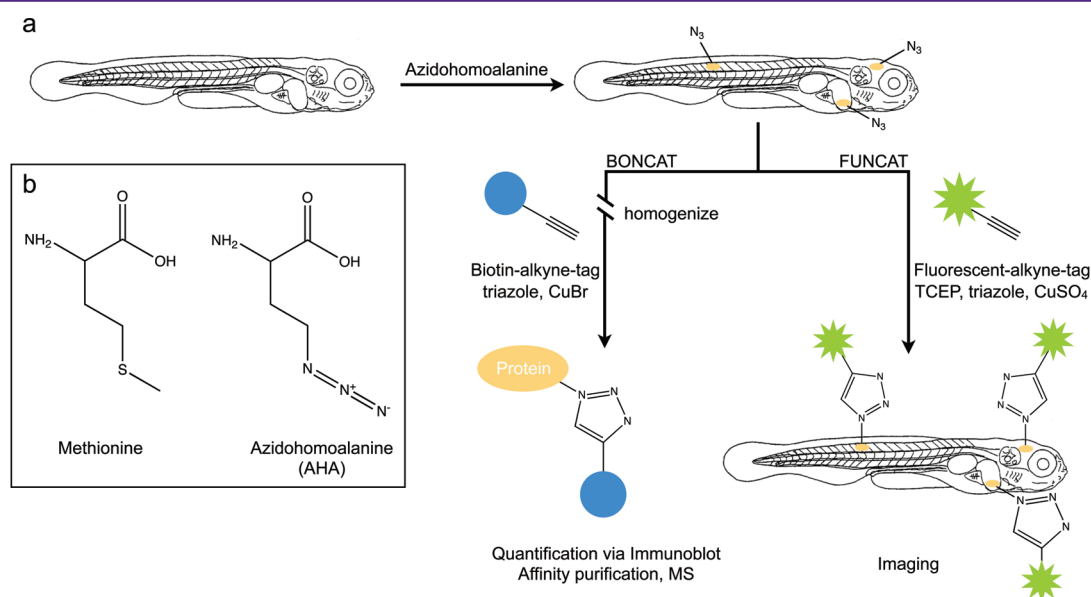 a
Azidohomoalanine
N₃
N₃
N₃
BONCAT
FUNCAT
homogenize
Biotin-alkyne-tag
triazole, CuBr
Fluorescent-alkyne-tag
TCEP, triazole, CuSO₄
Protein
N
N
N
Quantification via Immunoblot
Affinity purification, MS
N
N
N
N
N
N
N
N
N
Imaging
b
O
NH₂
OH
S
Methionine
O
NH₂
OH
N
N⁺
N⁻
Azidohomoalanine
(AHA)